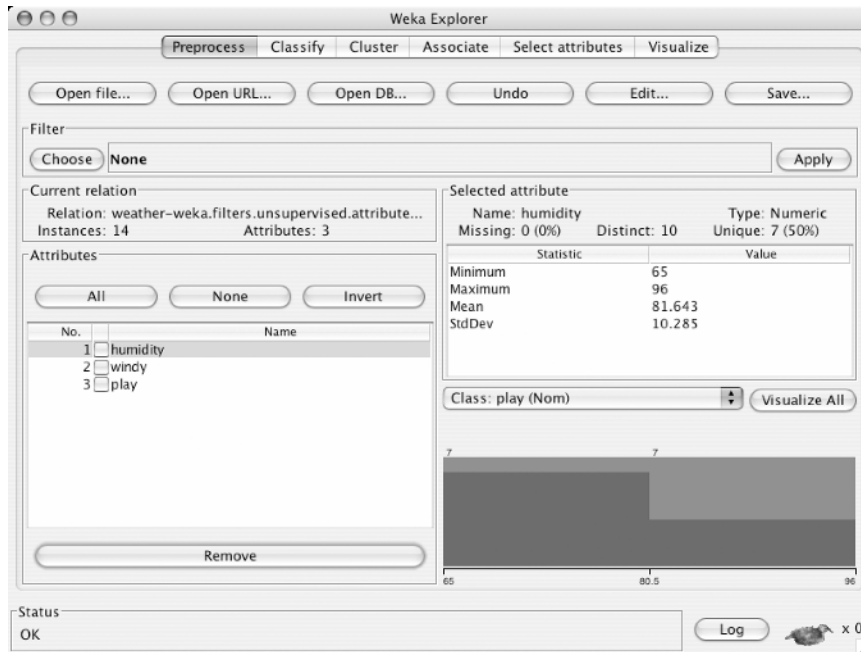 Weka Explorer
Preprocess Classify Cluster Associate Select attributes Visualize
Open file... Open URL... Open DB... Undo Edit... Save...
Filter
Choose None Apply
Current relation
Relation: weather-weka.filters.unsupervised.attribute...
Instances: 14 Attributes: 3
Selected attribute
Name: humidity Type: Numeric
Missing: 0 (0%) Distinct: 10 Unique: 7 (50%)
Attributes
All None Invert
No. Name
1 humidity
2 windy
3 play
Remove
Statistic Value
Minimum 65
Maximum 96
Mean 81.643
StdDev 10.285
Class: play (Nom) Visualize All
7 7
65 80.5 96
Status
OK
Log x 0